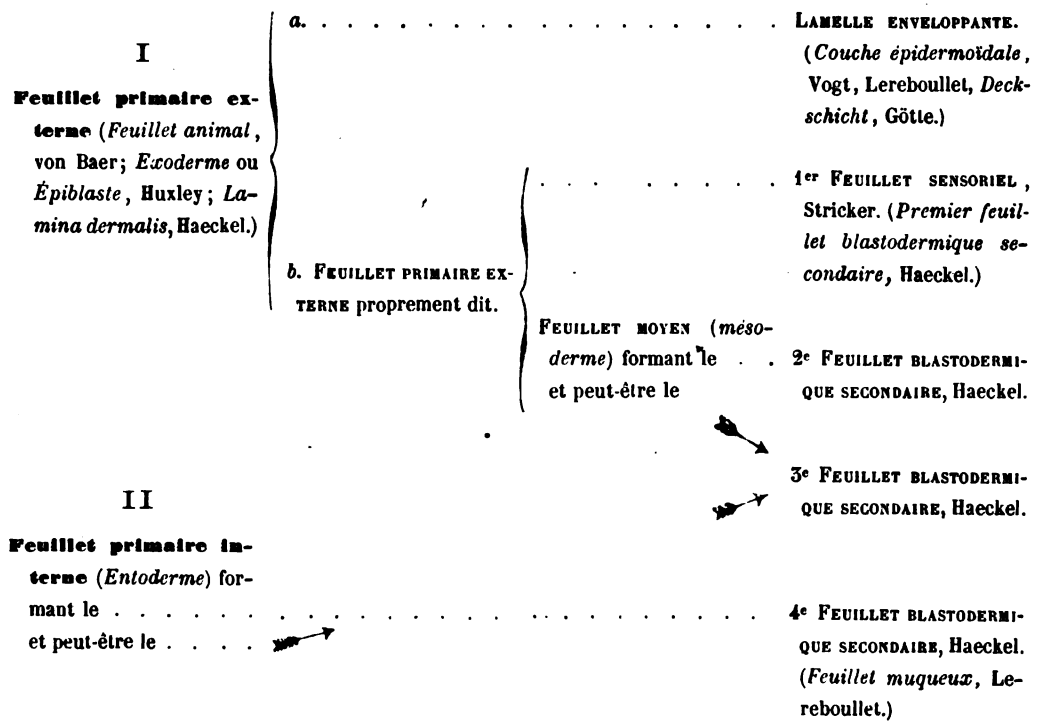 I
Feuillet primaire ex-
terne (Feuillet animal,
von Baer; Exoderme ou
Épiblaste, Huxley; La-
mina dermalis, Haeckel.)
a. . . . . . . . . . . . . . . . . . .
LAMELLE ENVELOPPANTE.
(Couche épidermoïdale,
Vogt, Lereboullet, Deck-
schicht, Götte.)
b. FEUILLET PRIMAIRE EX-
TERNE proprement dit.
. . . . . . . . .
1er FEUILLET SENSORIEL,
Stricker. (Premier feuil-
let blastodermique se-
condaire, Haeckel.)
FEUILLET MOYEN (méso-
derme) formant le . .
et peut-être le
2e FEUILLET BLASTODERMI-
QUE SECONDAIRE, Haeckel.
3e FEUILLET BLASTODERMI-
QUE SECONDAIRE, Haeckel.
II
Feuillet primaire in-
terne (Entoderme) for-
mant le . . . . . . . . . . . . . . . . . . . . . . . .
et peut-être le . . . .
4e FEUILLET BLASTODERMI-
QUE SECONDAIRE, Haeckel.
(Feuillet muqueux, Le-
reboullet.)